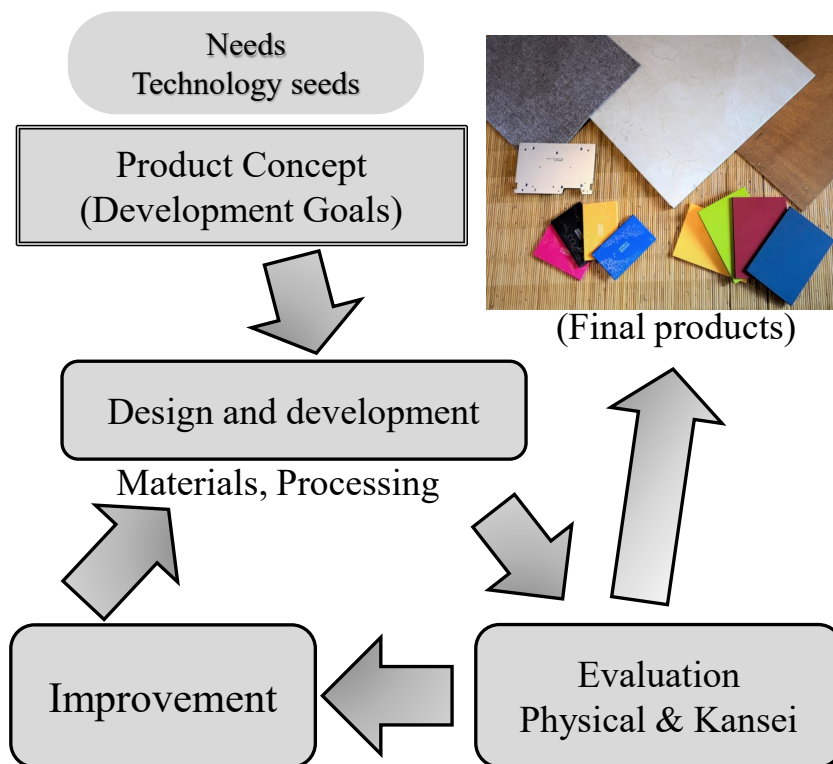 Needs
Technology seeds
Product Concept
(Development Goals)
(Final products)
Design and development
Materials, Processing
Improvement
Evaluation
Physical & Kansei